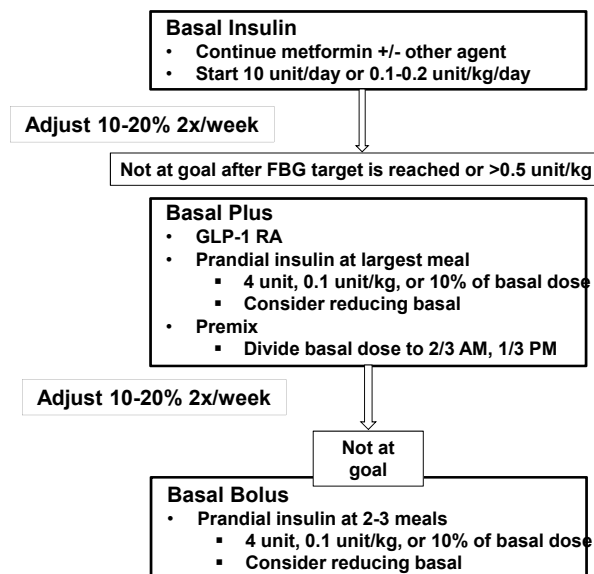 Basal Insulin
• Continue metformin +/- other agent
• Start 10 unit/day or 0.1-0.2 unit/kg/day
Adjust 10-20% 2x/week
Not at goal after FBG target is reached or >0.5 unit/kg
Basal Plus
• GLP-1 RA
• Prandial insulin at largest meal
▪ 4 unit, 0.1 unit/kg, or 10% of basal dose
▪ Consider reducing basal
• Premix
▪ Divide basal dose to 2/3 AM, 1/3 PM
Adjust 10-20% 2x/week
Not at
goal
Basal Bolus
• Prandial insulin at 2-3 meals
▪ 4 unit, 0.1 unit/kg, or 10% of basal dose
▪ Consider reducing basal